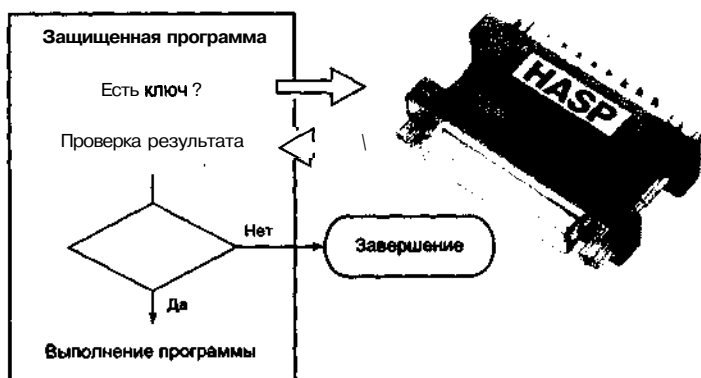 Защищенная программа
Есть ключ ?
Проверка результата
Нет
Завершение
Да
Выполнение программы
HASP